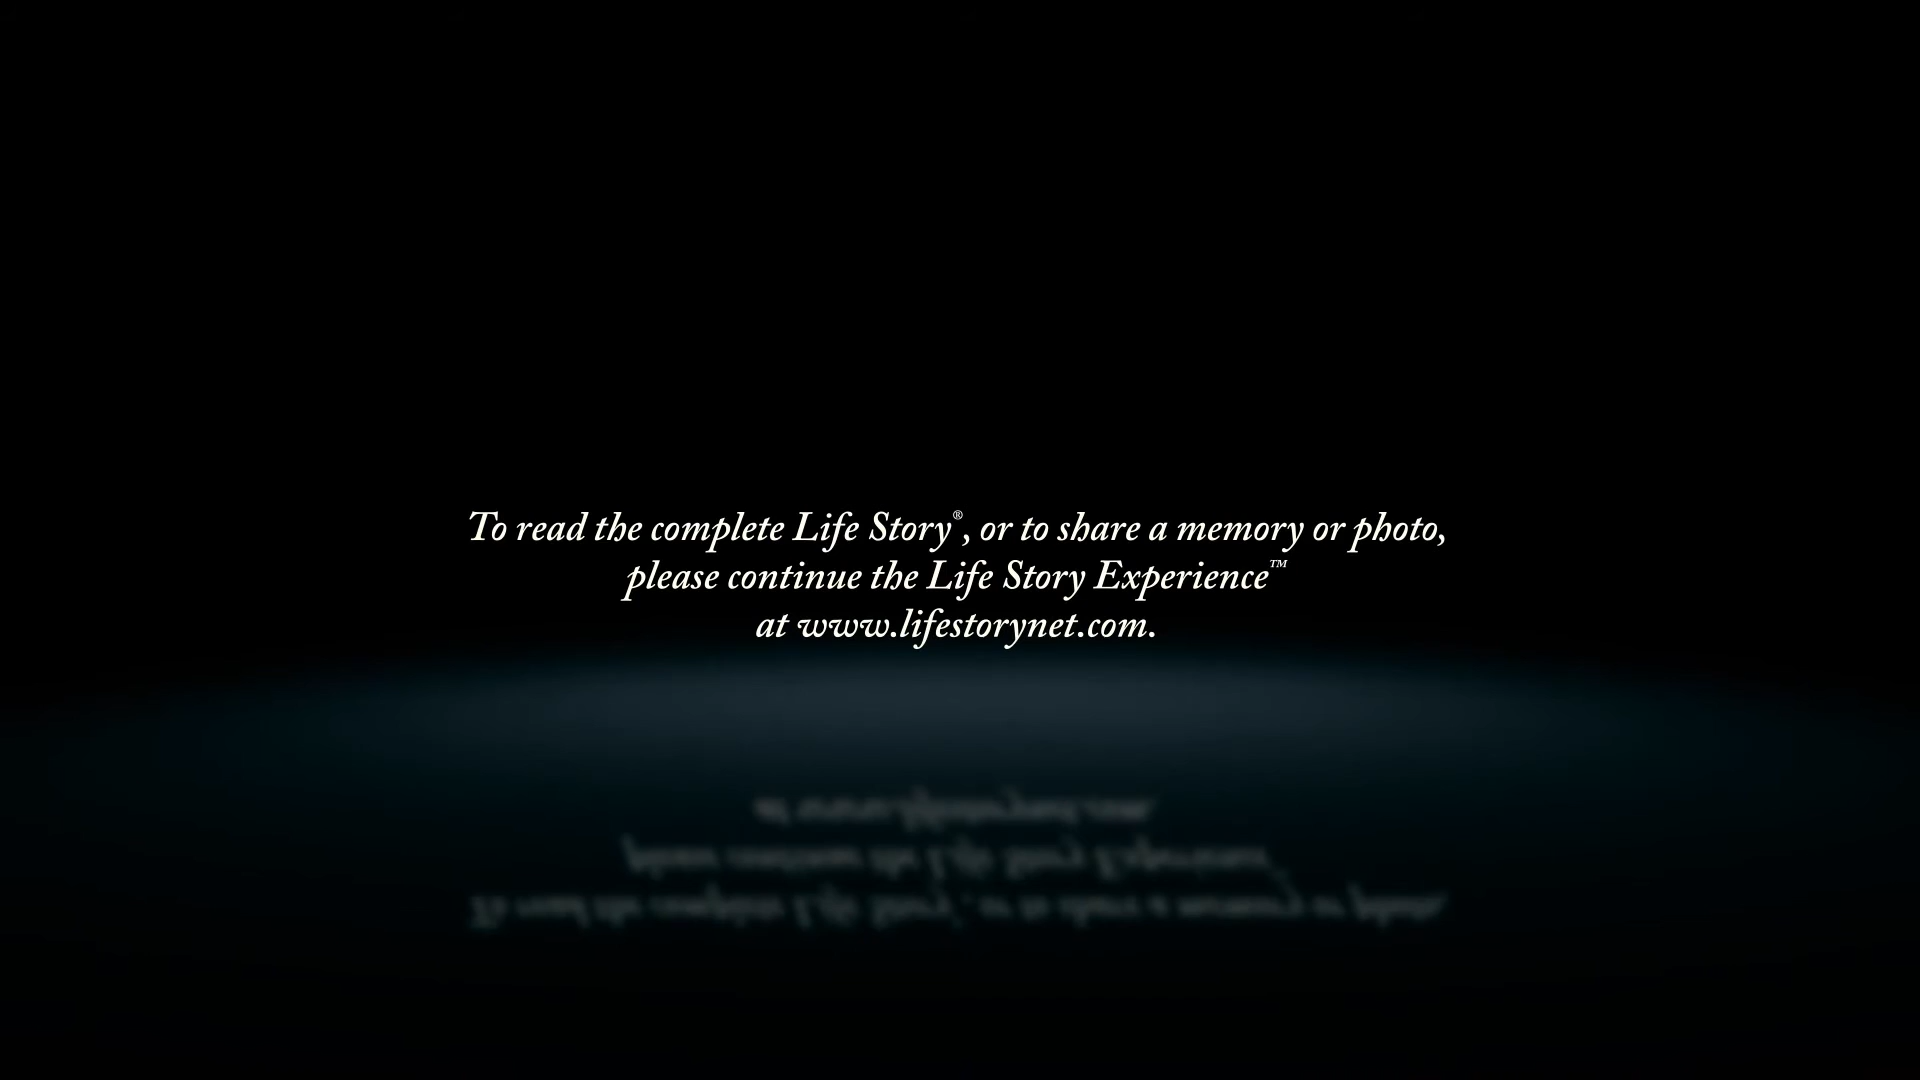 To read the complete Life Story®, or to share a memory or photo,
please continue the Life Story Experience™
at www.lifestorynet.com.